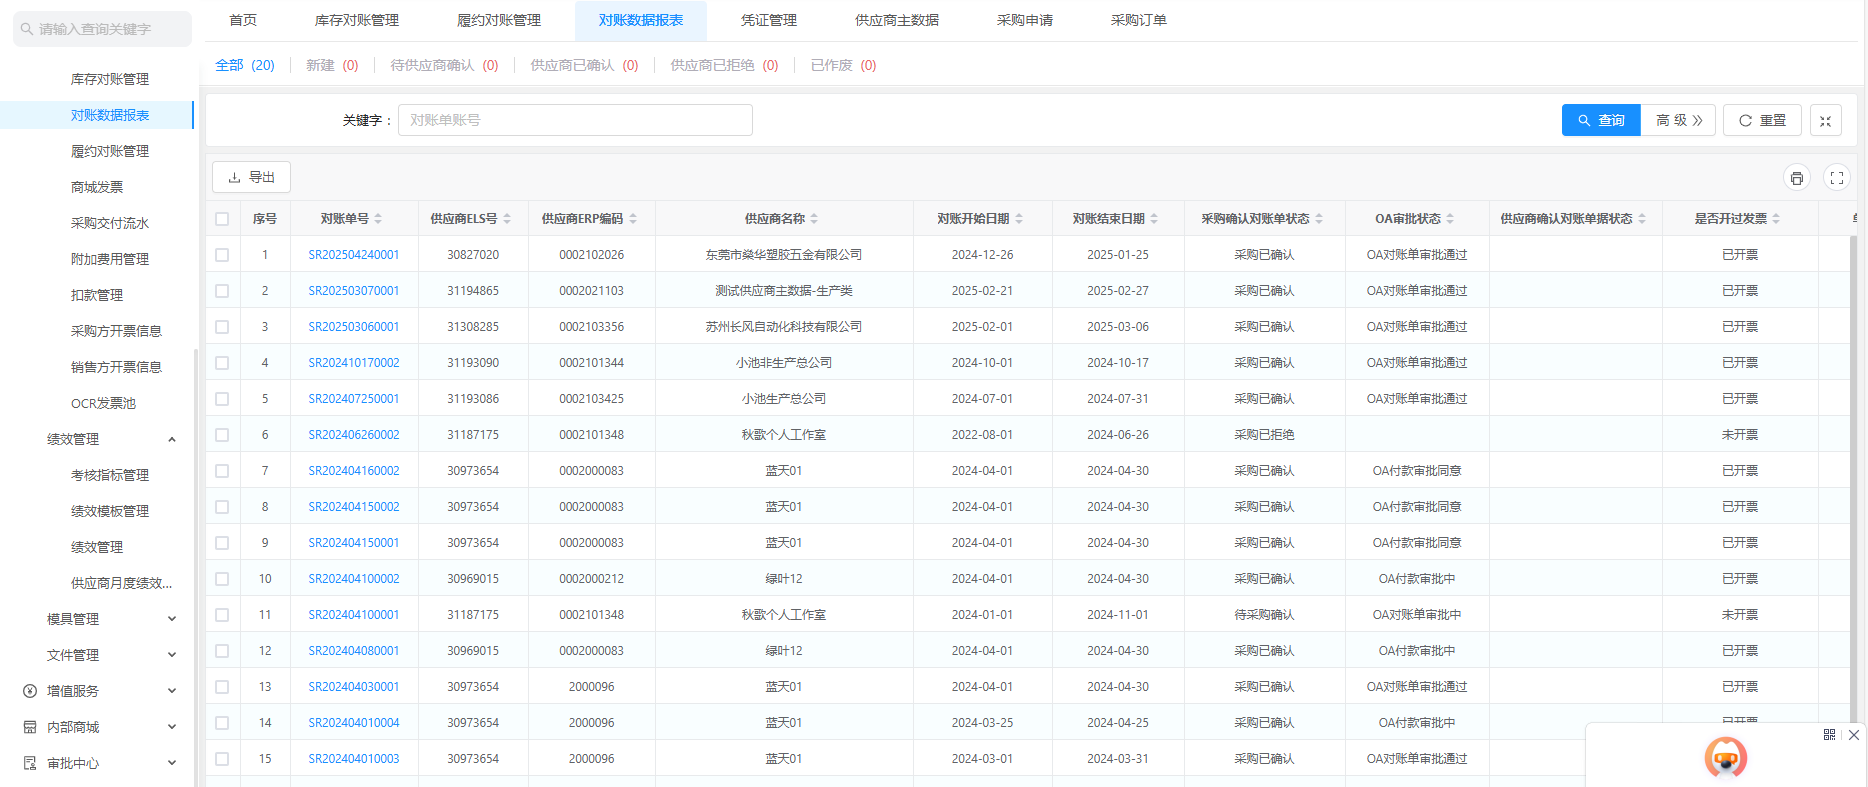 请输入查询关键字
库存对账管理
对账数据报表
履约对账管理
商城发票
采购交付流水
附加费用管理
扣款管理
采购方开票信息
销售方开票信息
OCR发票池
绩效管理
考核指标管理
绩效模板管理
绩效管理
供应商月度绩效...
模具管理
文件管理
增值服务
内部商城
审批中心
首页 库存对账管理 履约对账管理 对账数据报表 凭证管理 供应商主数据 采购申请 采购订单
全部 (20) 新建 (0) 待供应商确认 (0) 供应商已确认 (0) 供应商已拒绝 (0) 已作废 (0)
关键字： 对账单账号 查询 高级 重置
导出
序号 对账单号 供应商ELS号 供应商ERP编码 供应商名称 对账开始日期 对账结束日期 采购确认对账单状态 OA审批状态 供应商确认对账单据状态 是否开过发票
1 SR202504240001 30827020 0002102026 东莞市燊华塑胶五金有限公司 2024-12-26 2025-01-25 采购已确认 OA对账单审批通过 已开票
2 SR202503070001 31194865 0002021103 测试供应商主数据-生产类 2025-02-21 2025-02-27 采购已确认 OA对账单审批通过 已开票
3 SR202503060001 31308285 0002103356 苏州长风自动化科技有限公司 2025-02-01 2025-03-06 采购已确认 OA对账单审批通过 已开票
4 SR202410170002 31193090 0002101344 小池非生产总公司 2024-10-01 2024-10-17 采购已确认 OA对账单审批通过 已开票
5 SR202407250001 31193086 0002103425 小池生产总公司 2024-07-01 2024-07-31 采购已确认 OA对账单审批通过 已开票
6 SR202406260002 31187175 0002101348 秋歌个人工作室 2022-08-01 2024-06-26 采购已拒绝 未开票
7 SR202404160002 30973654 0002000083 蓝天01 2024-04-01 2024-04-30 采购已确认 OA付款审批同意 已开票
8 SR202404150002 30973654 0002000083 蓝天01 2024-04-01 2024-04-30 采购已确认 OA付款审批同意 已开票
9 SR202404150001 30973654 0002000083 蓝天01 2024-04-01 2024-04-30 采购已确认 OA付款审批同意 已开票
10 SR202404100002 30969015 0002000212 绿叶12 2024-04-01 2024-04-30 采购已确认 OA付款审批中 已开票
11 SR202404100001 31187175 0002101348 秋歌个人工作室 2024-01-01 2024-11-01 待采购确认 OA对账单审批中 未开票
12 SR202404080001 30969015 0002000083 绿叶12 2024-04-01 2024-04-30 采购已确认 OA付款审批中 已开票
13 SR202404030001 30973654 2000096 蓝天01 2024-04-01 2024-04-30 采购已确认 OA对账单审批通过 已开票
14 SR202404010004 30973654 2000096 蓝天01 2024-03-25 2024-04-25 采购已确认 OA付款审批中 已开票
15 SR202404010003 30973654 2000096 蓝天01 2024-03-01 2024-03-31 采购已确认 OA对账单审批通过